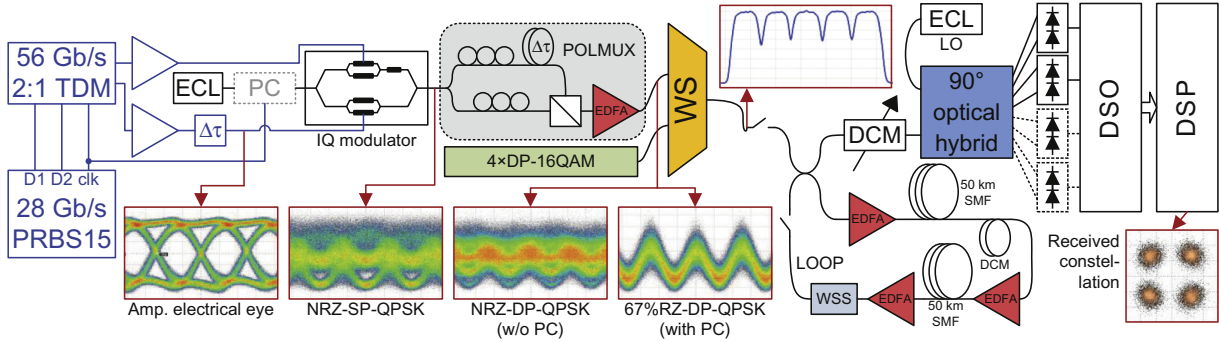 56 Gb/s
2:1 TDM
D1 D2 clk
28 Gb/s
PRBS15
Δτ
ECL
PC
IQ modulator
Δτ
POLMUX
EDFA
4×DP-16QAM
WS
Amp. electrical eye
NRZ-SP-QPSK
NRZ-DP-QPSK
(w/o PC)
67%RZ-DP-QPSK
(with PC)
ECL
LO
DCM
90°
optical
hybrid
DSO
DSP
EDFA
50 km
SMF
DCM
EDFA
50 km
SMF
EDFA
WSS
LOOP
Received
constel-
lation